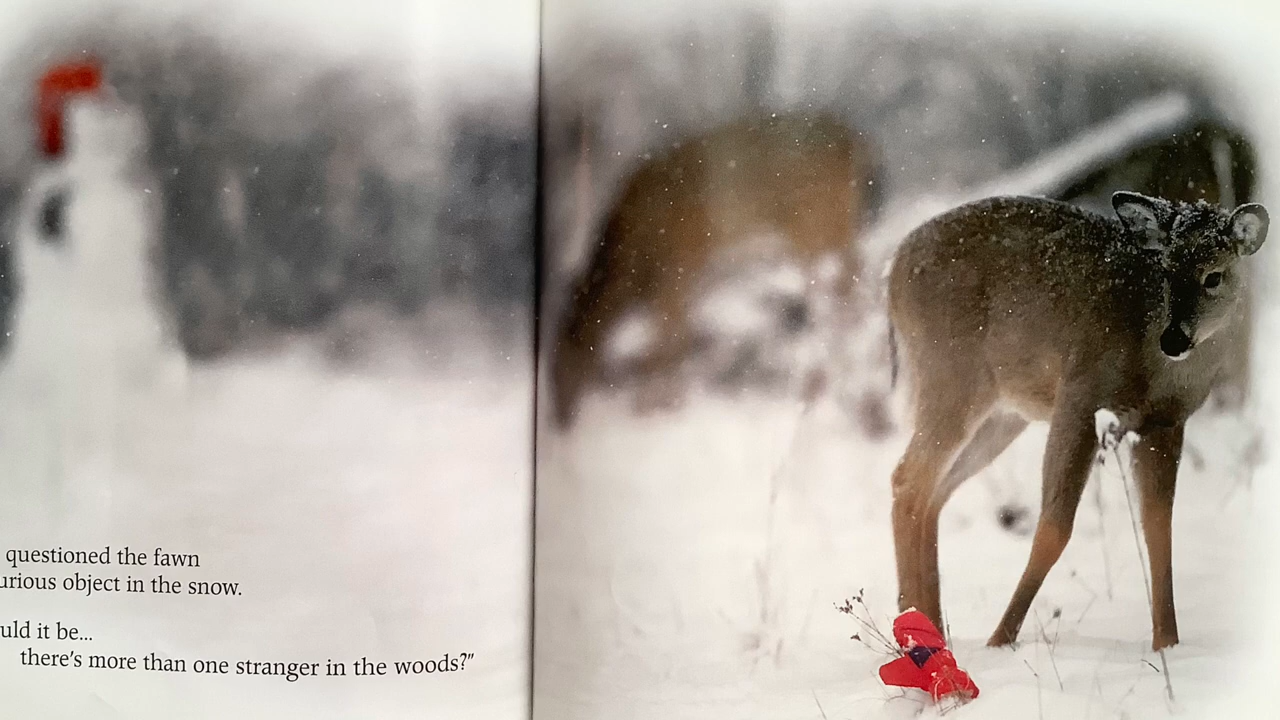 questioned the fawn
urious object in the snow.
uld it be...
there's more than one stranger in the woods?"